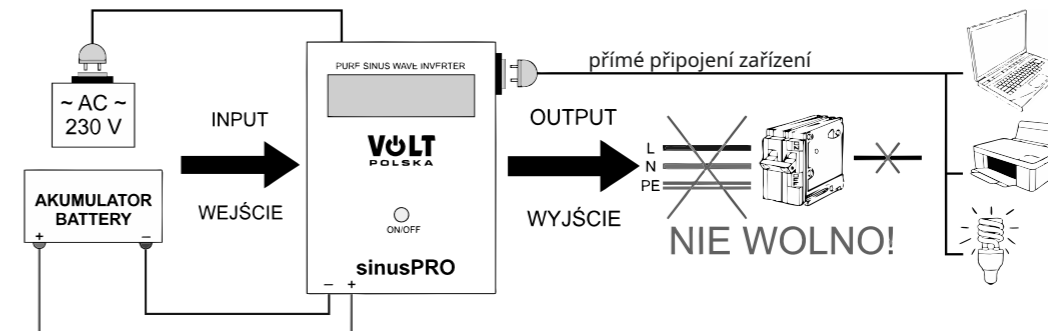 ~ AC ~
230 V
AKUMULATOR
BATTERY
+ −
INPUT
WEJŚCIE
PURE SINUS WAVE INVERTER
VOLT
POLSKA
ON/OFF
sinusPRO
− +
přímé připojení zařízení
OUTPUT
WYJŚCIE
L
N
PE
NIE WOLNO!